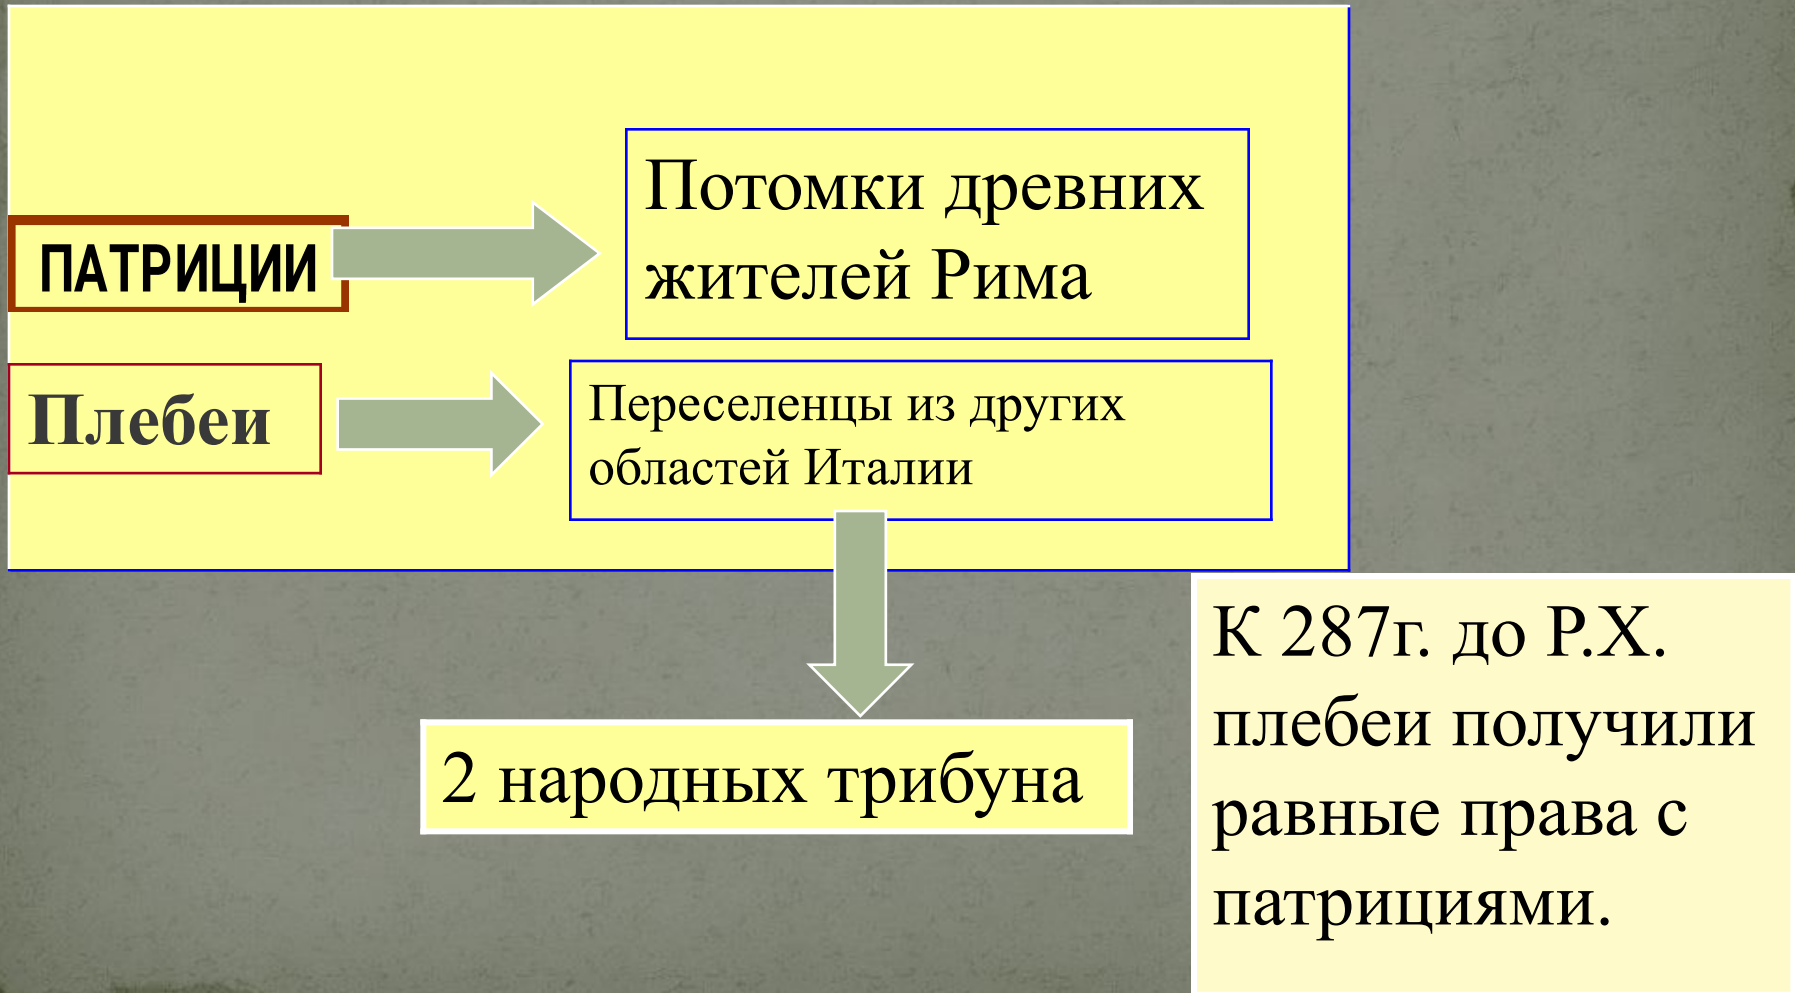 ПАТРИЦИИ
Потомки древних
жителей Рима
Плебеи
Переселенцы из других
областей Италии
2 народных трибуна
К 287г. до Р.Х.
плебеи получили
равные права с
патрициями.